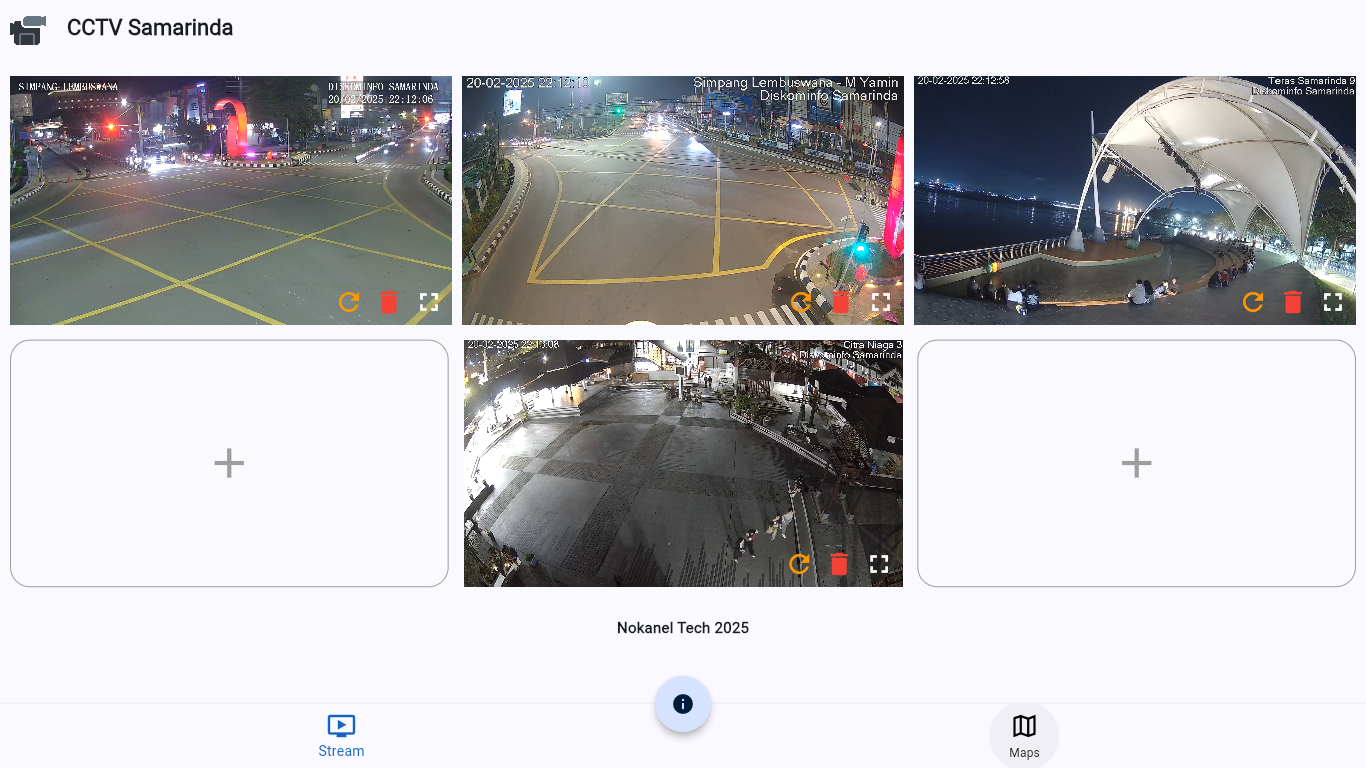 CCTV Samarinda
SIMPANG LEMBUSWANA
DISKOMINFO SAMARINDA
20/02/2025 22:12:06
20-02-2025 22:12:10
Simpang Lembuswana - M Yamin
Diskominfo Samarinda
20-02-2025 22:12:58
Teras Samarinda 9
Diskominfo Samarinda
20-02-2025 22:13:08
Citra Niaga 3
Diskominfo Samarinda
Nokanel Tech 2025
Stream
Maps